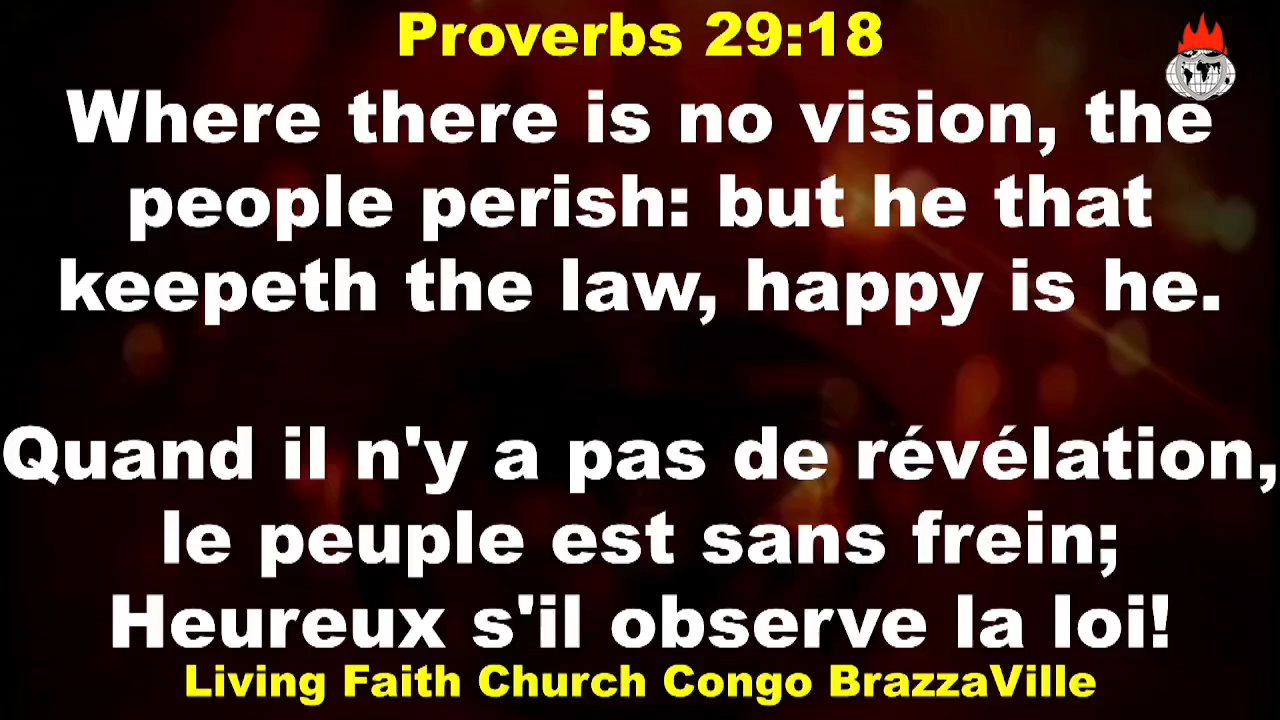 Proverbs 29:18
Where there is no vision, the
people perish: but he that
keepeth the law, happy is he.
Quand il n'y a pas de révélation,
le peuple est sans frein;
Heureux s'il observe la loi!
Living Faith Church Congo BrazzaVille